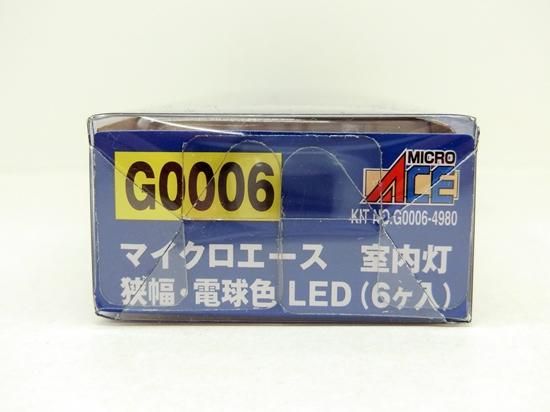 G0006
MICRO
ACE
KIT NO.G0006-4980
マイクロエース 室内灯
狭幅・電球色 LED(6ケ入)